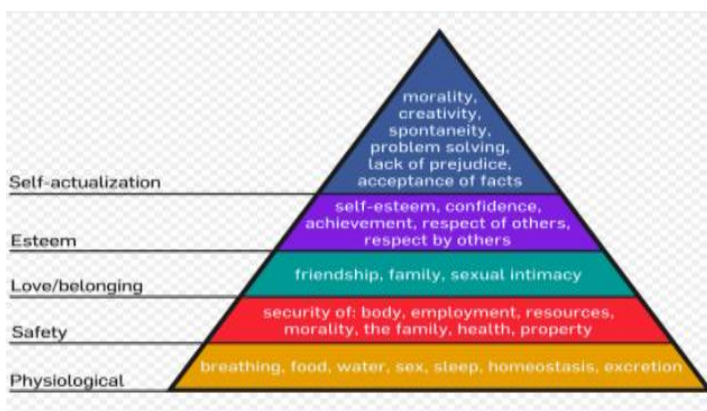 morality,
creativity,
spontaneity,
problem solving,
lack of prejudice,
acceptance of facts
Self-actualization
self-esteem, confidence,
achievement, respect of others,
respect by others
Esteem
friendship, family, sexual intimacy
Love/belonging
security of: body, employment, resources,
morality, the family, health, property
Safety
breathing, food, water, sex, sleep, homeostasis, excretion
Physiological